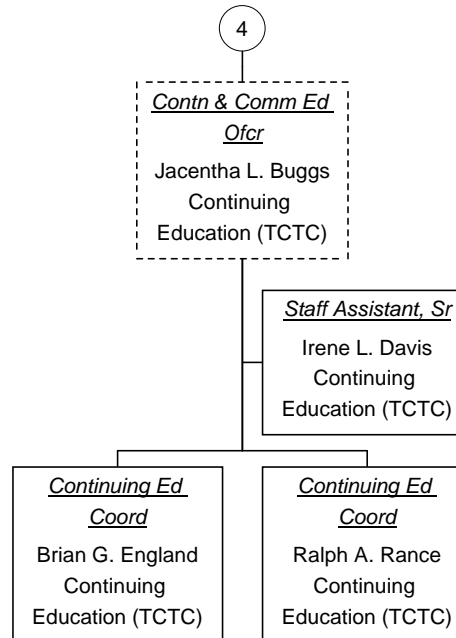 4
Contn & Comm Ed
Ofcr
Jacentha L. Buggs
Continuing
Education (TCTC)
Staff Assistant, Sr
Irene L. Davis
Continuing
Education (TCTC)
Continuing Ed
Coord
Brian G. England
Continuing
Education (TCTC)
Continuing Ed
Coord
Ralph A. Rance
Continuing
Education (TCTC)